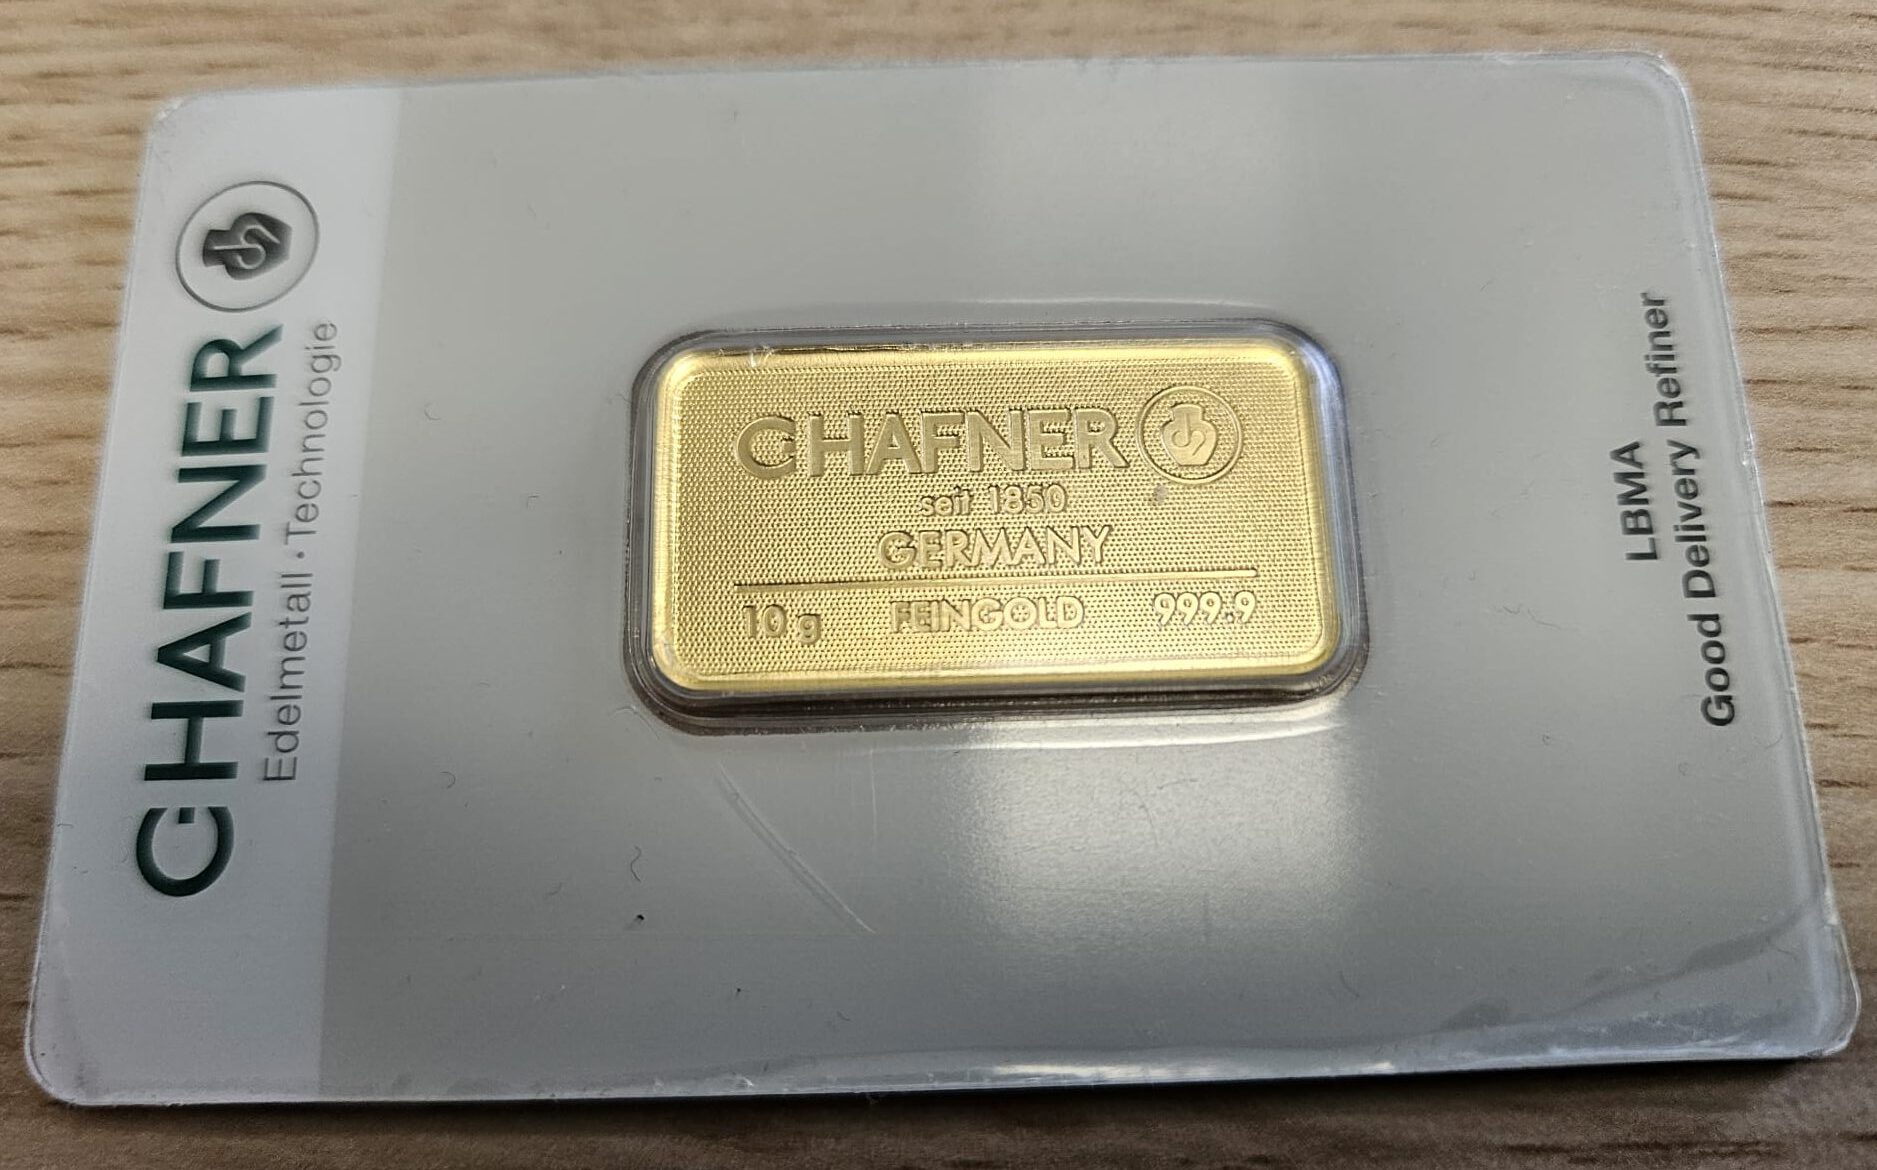 CHAFNER
Edelmetall · Technologie
CHAFNER
seit 1850
GERMANY
10 g FEINGOLD 999.9
LBMA
Good Delivery Refiner